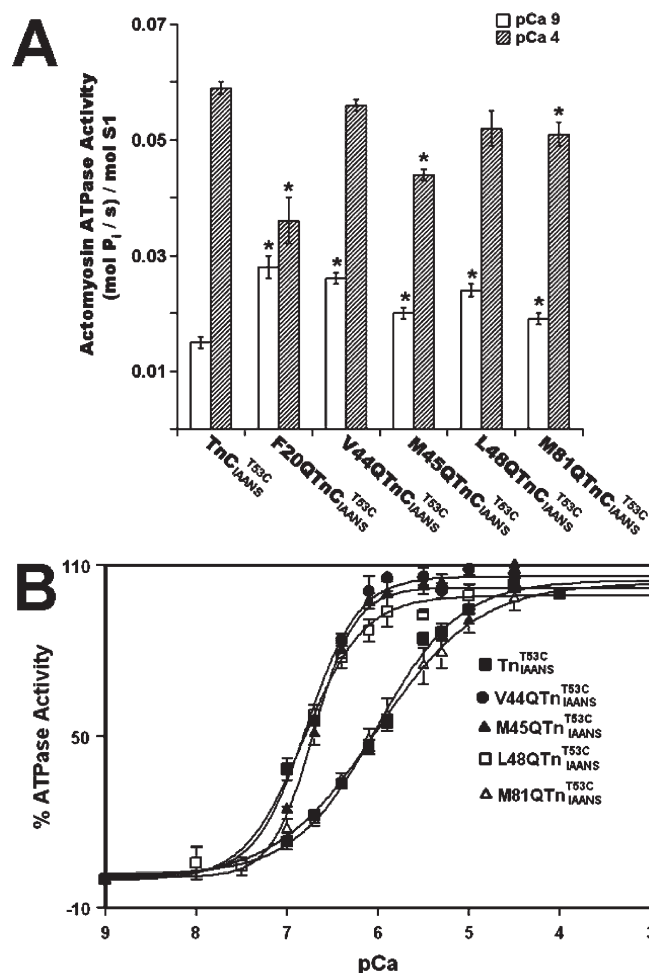 A
pCa 9
pCa 4
0.07
0.05
0.03
0.01
Actomyosin ATPase Activity
(mol Pi / s) / mol S1
* * * * * * * *
TnC IAANS T53C
F20QTnC IAANS T53C
V44QTnC IAANS T53C
M45QTnC IAANS T53C
L48QTnC IAANS T53C
M81QTnC IAANS T53C
B
110
50
-10
% ATPase Activity
Tn IAANS T53C
V44QTn IAANS T53C
M45QTn IAANS T53C
L48QTn IAANS T53C
M81QTn IAANS T53C
9 8 7 6 5 4 3
pCa